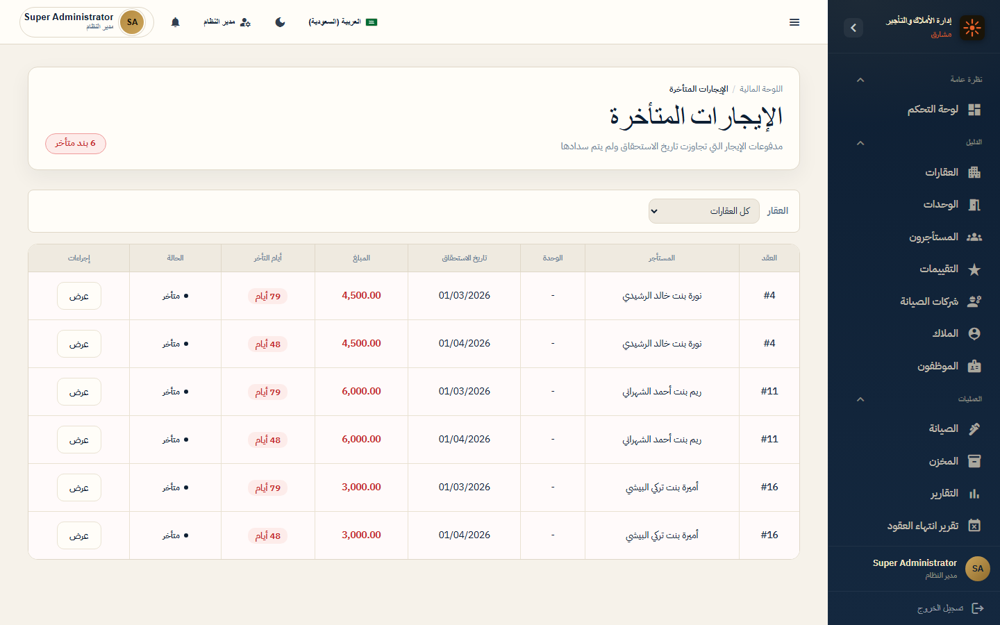 إدارة الأملاك والتأجير
مشارق
نظرة عامة
لوحة التحكم
الدليل
العقارات
الوحدات
المستأجرون
التقييمات
شركات الصيانة
الملاك
الموظفون
العمليات
الصيانة
المخزن
التقارير
تقرير انتهاء العقود
SA
Super Administrator
مدير النظام
تسجيل الخروج
العربية (السعودية)
مدير النظام
SA
Super Administrator
مدير النظام
اللوحة المالية / الإيجارات المتأخرة
الإيجارات المتأخرة
مدفوعات الإيجار التي تجاوزت تاريخ الاستحقاق ولم يتم سدادها
6 بند متأخر
العقار
كل العقارات
العقد المستأجر الوحدة تاريخ الاستحقاق المبلغ أيام التأخر الحالة إجراءات
#4 نورة بنت خالد الرشيدي - 01/03/2026 4,500.00 79 أيام متأخر عرض
#4 نورة بنت خالد الرشيدي - 01/04/2026 4,500.00 48 أيام متأخر عرض
#11 ريم بنت أحمد الشهراني - 01/03/2026 6,000.00 79 أيام متأخر عرض
#11 ريم بنت أحمد الشهراني - 01/04/2026 6,000.00 48 أيام متأخر عرض
#16 أميرة بنت تركي البيشي - 01/03/2026 3,000.00 79 أيام متأخر عرض
#16 أميرة بنت تركي البيشي - 01/04/2026 3,000.00 48 أيام متأخر عرض